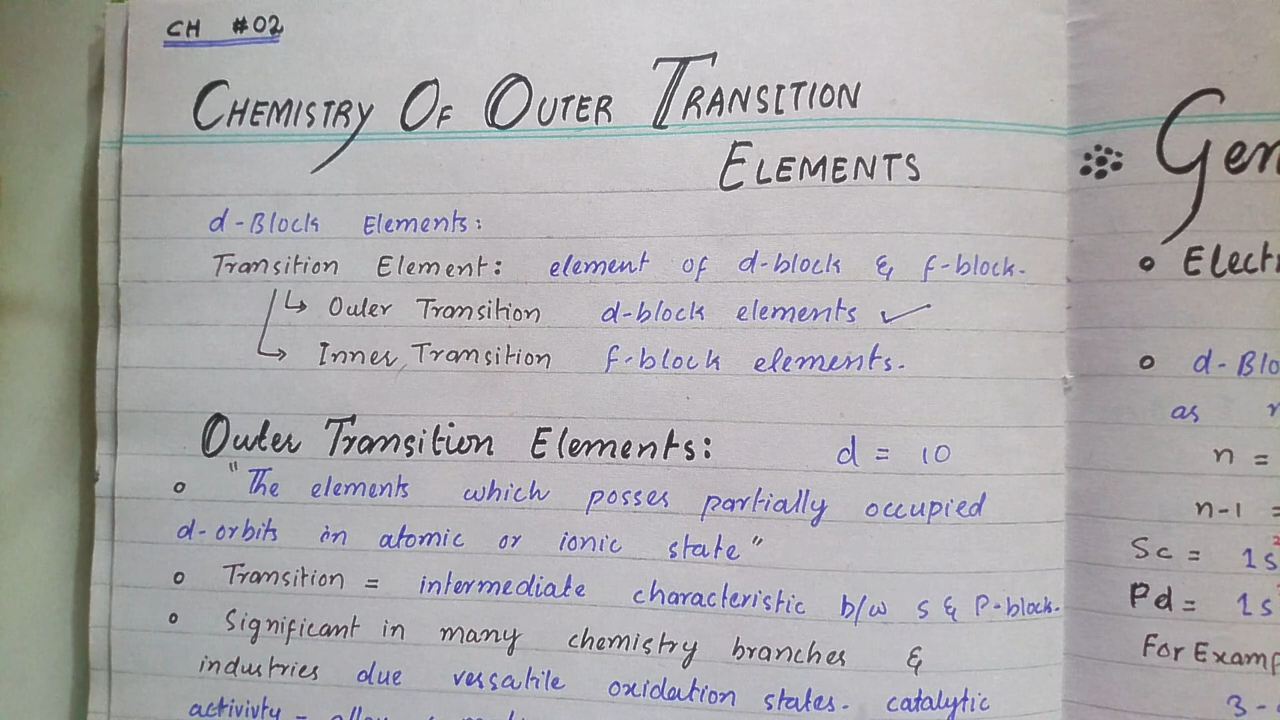 CH #02
CHEMISTRY OF OUTER TRANSITION
ELEMENTS
d-Block Elements:
Transition Element: element of d-block & f-block.
↳ Outer Transition d-block elements ✓
↳ Inner Transition f-block elements.
Outer Transition Elements: d = 10
o "The elements which posses partially occupied
d-orbits in atomic or ionic state"
o Transition = intermediate characteristic b/w s & P-block.
o Significant in many chemistry branches &
industries due versatile oxidation states. catalytic
activivty
Gen
o Elect
o d-Blo
as
n =
n-1 =
Sc = 1s
Pd = 1s
For Examp
3-